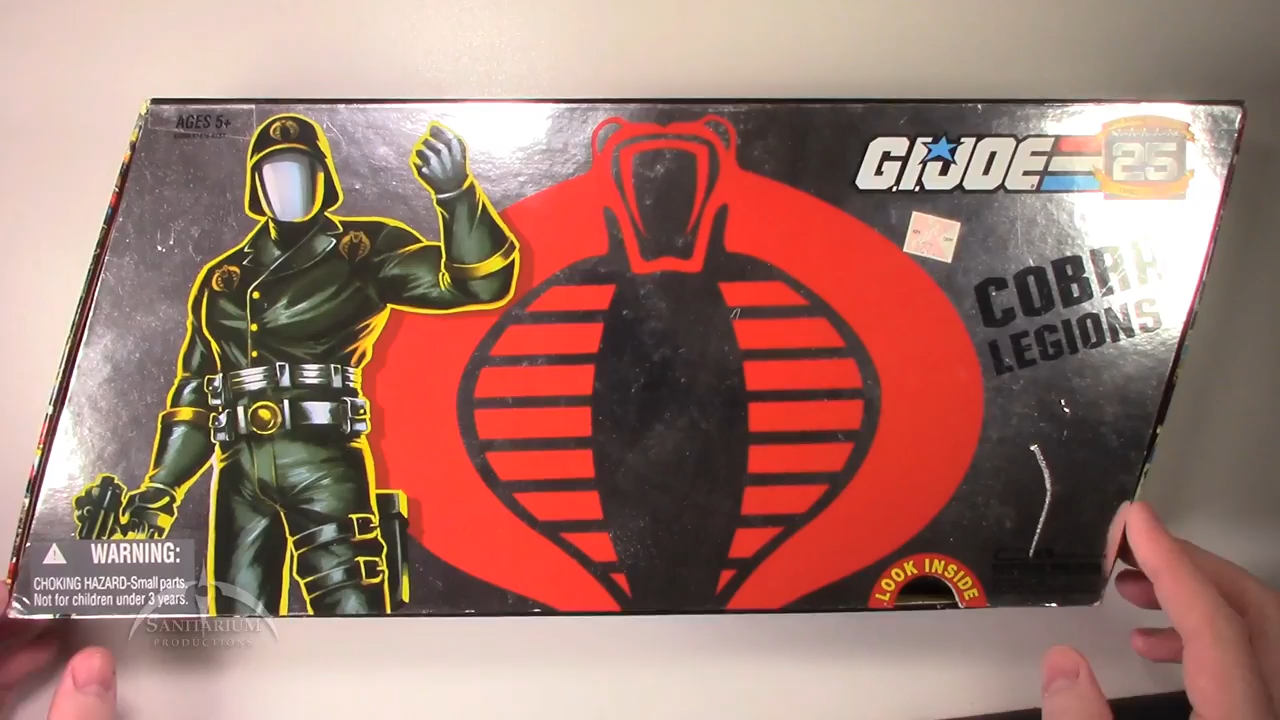 AGES 5+
G.I. JOE
25
COBRA
LEGIONS
WARNING:
CHOKING HAZARD-Small parts.
Not for children under 3 years.
LOOK INSIDE
SANITARIUM
PRODUCTIONS